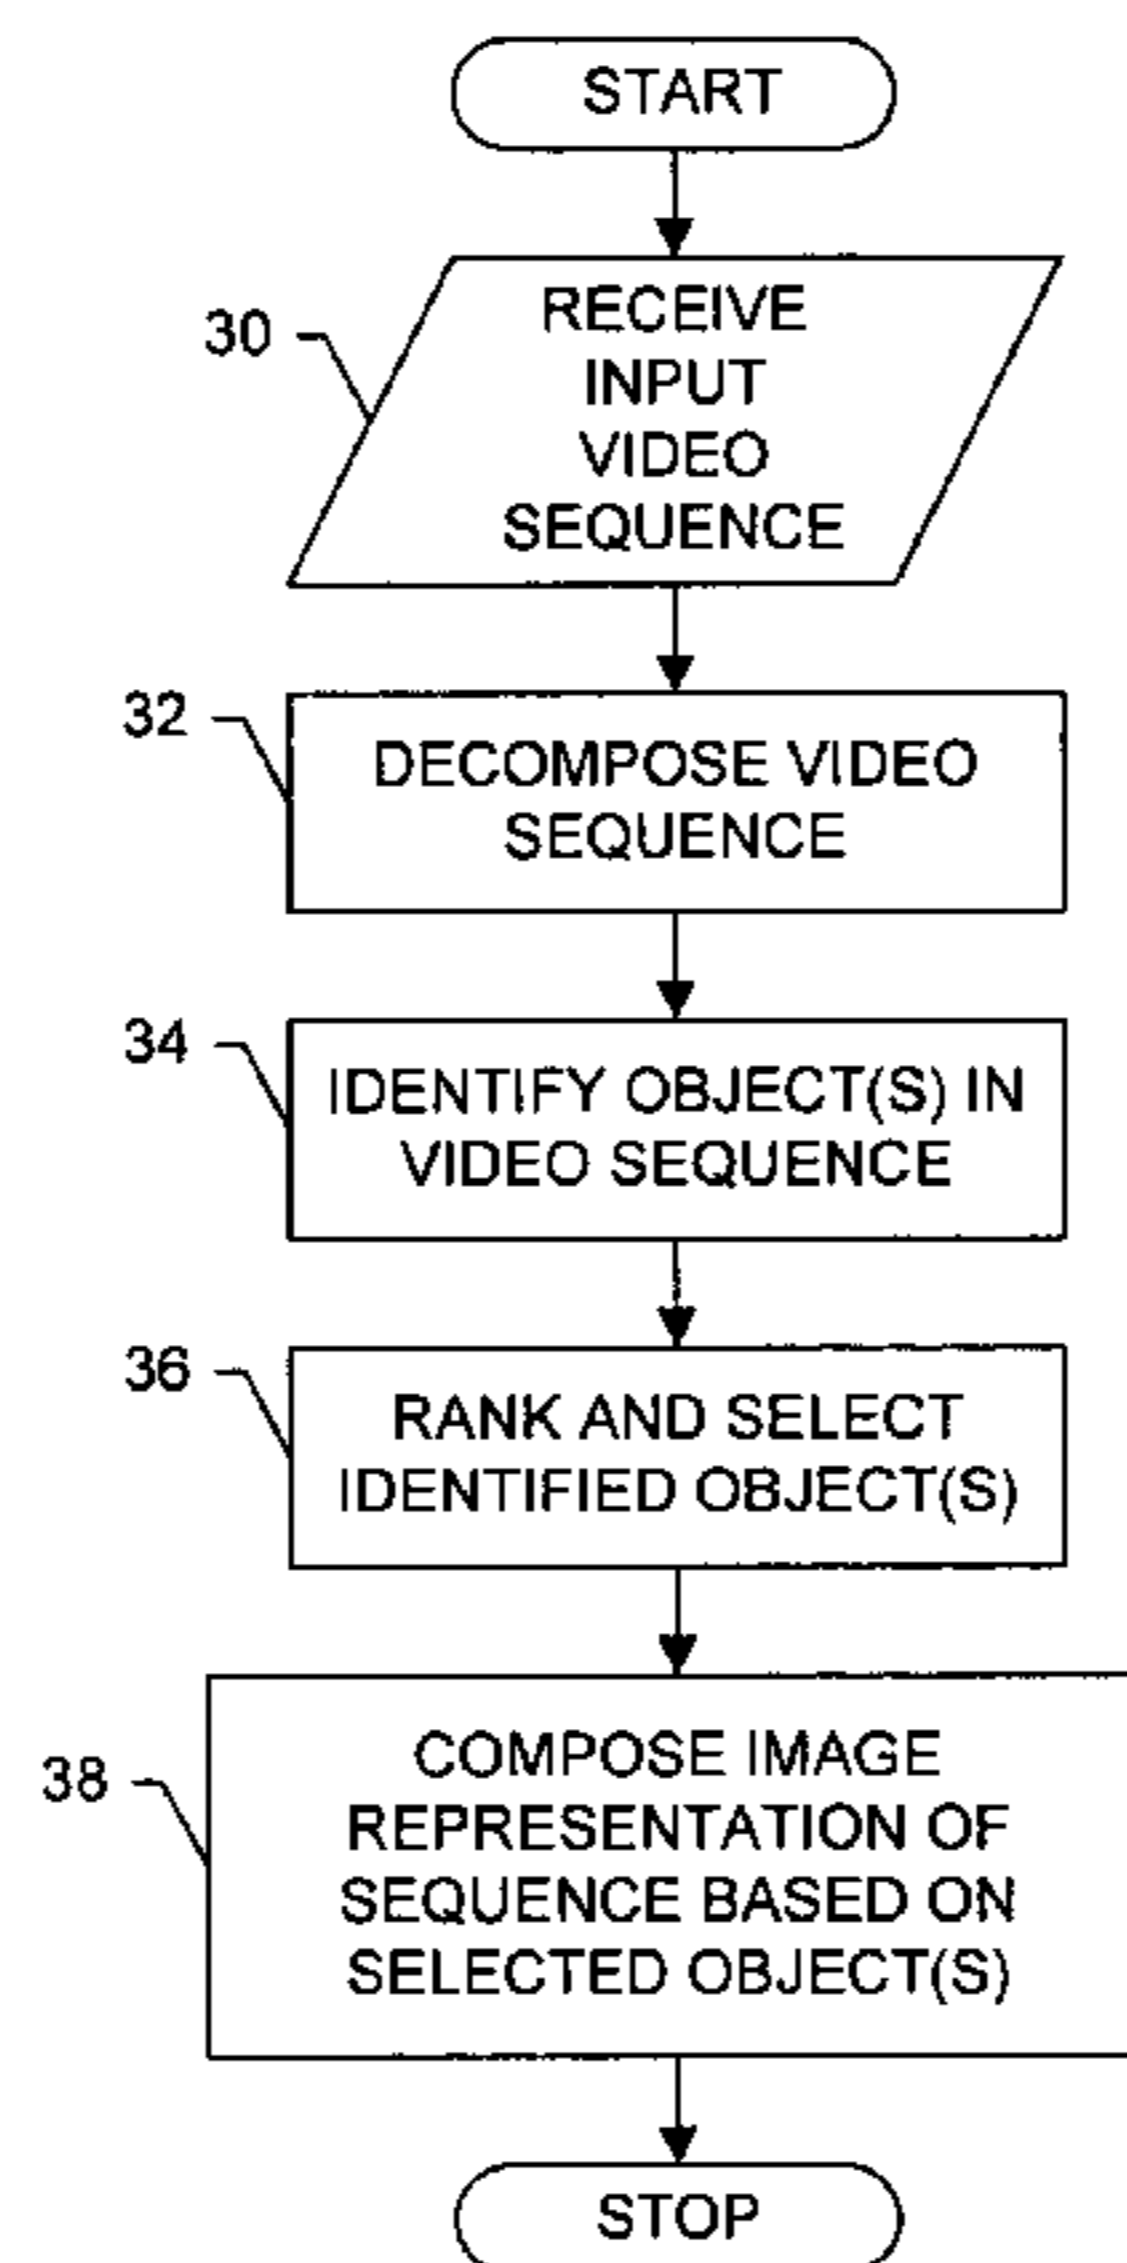 START
30
RECEIVE
INPUT
VIDEO
SEQUENCE
32
DECOMPOSE VIDEO
SEQUENCE
34
IDENTIFY OBJECT(S) IN
VIDEO SEQUENCE
36
RANK AND SELECT
IDENTIFIED OBJECT(S)
38
COMPOSE IMAGE
REPRESENTATION OF
SEQUENCE BASED ON
SELECTED OBJECT(S)
STOP